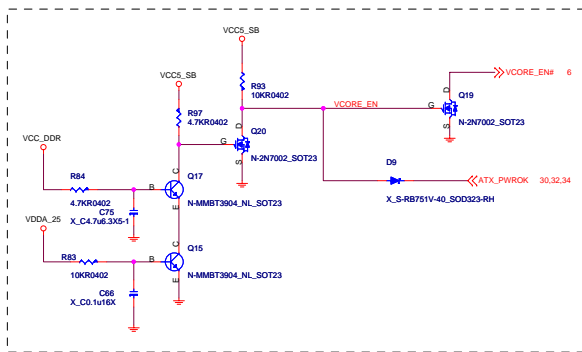 VCC5_SB
VCC5_SB
VCORE_EN# 6
R93
10KR0402
D
Q19
G
S
N-2N7002_SOT23
R97
4.7KR0402
VCORE_EN
D
Q20
G
S
N-2N7002_SOT23
VCC_DDR
D9
ATX_PWROK 30,32,34
X_S-RB751V-40_SOD323-RH
R84
4.7KR0402
C
Q17
B
E
N-MMBT3904_NL_SOT23
C75
X_C4.7u6.3X5-1
VDDA_25
R83
10KR0402
C
Q15
B
E
N-MMBT3904_NL_SOT23
C66
X_C0.1u16X